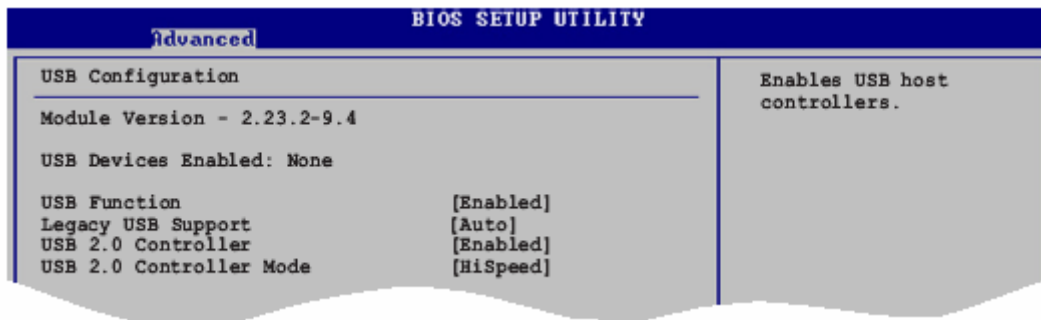 BIOS SETUP UTILITY
Advanced
USB Configuration
Module Version - 2.23.2-9.4
USB Devices Enabled: None
USB Function [Enabled]
Legacy USB Support [Auto]
USB 2.0 Controller [Enabled]
USB 2.0 Controller Mode [HiSpeed]
Enables USB host
controllers.